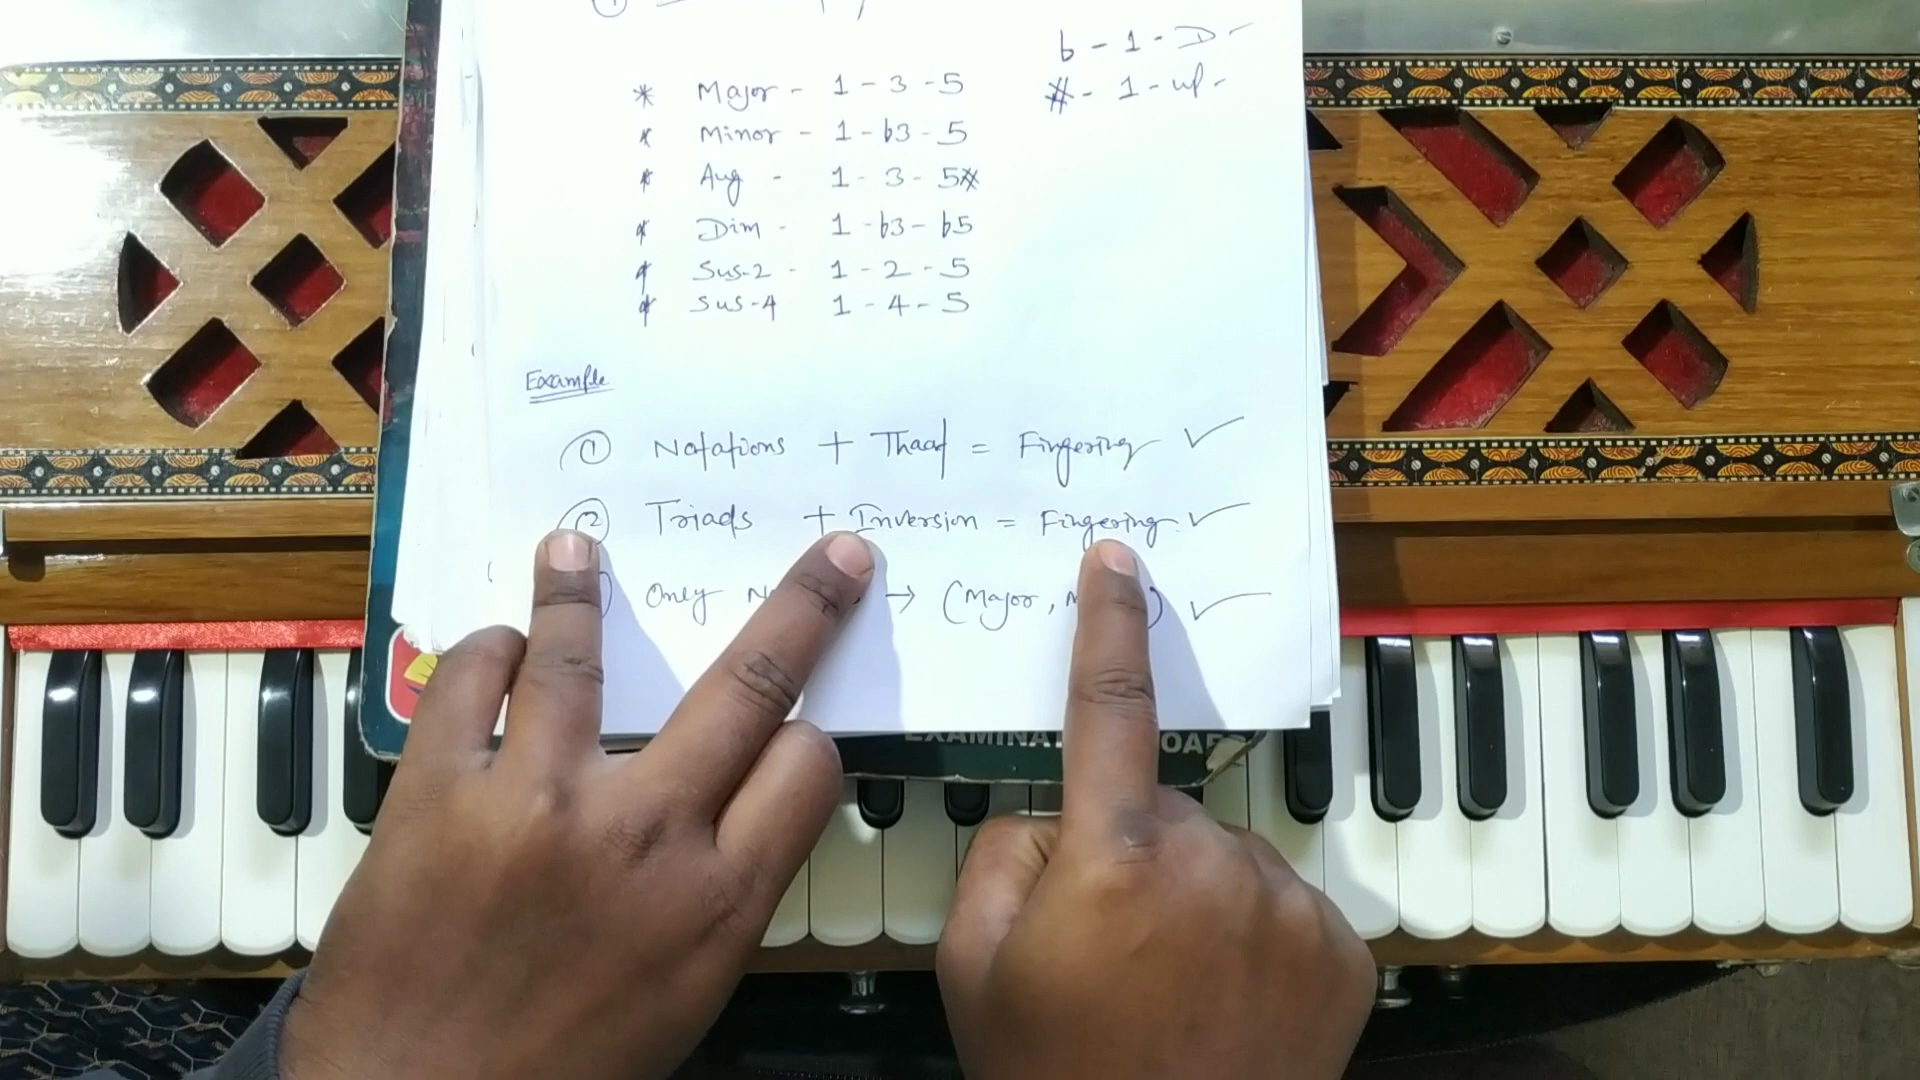 b - 1 - D -
# - 1 - up -
* Major - 1 - 3 - 5
* Minor - 1 - b3 - 5
* Aug - 1 - 3 - 5#
* Dim - 1 - b3 - b5
* Sus-2 - 1 - 2 - 5
* Sus-4 1 - 4 - 5
Example
① Notations + Thaat = Fingering ✓
② Triads + Inversion = Fingering. ✓
Only → (Major, ) ✓